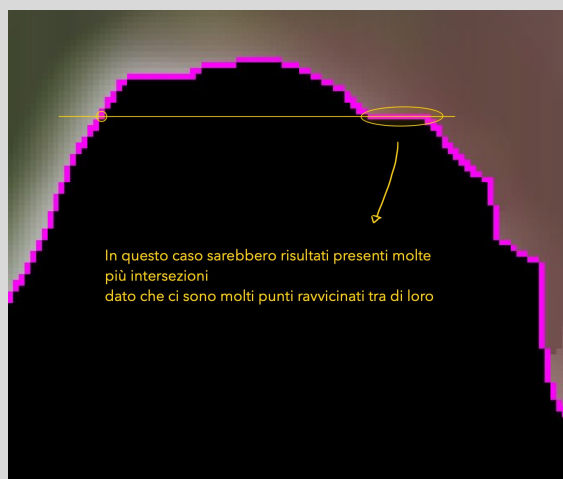 In questo caso sarebbero risultati presenti molte
più intersezioni
dato che ci sono molti punti ravvicinati tra di loro